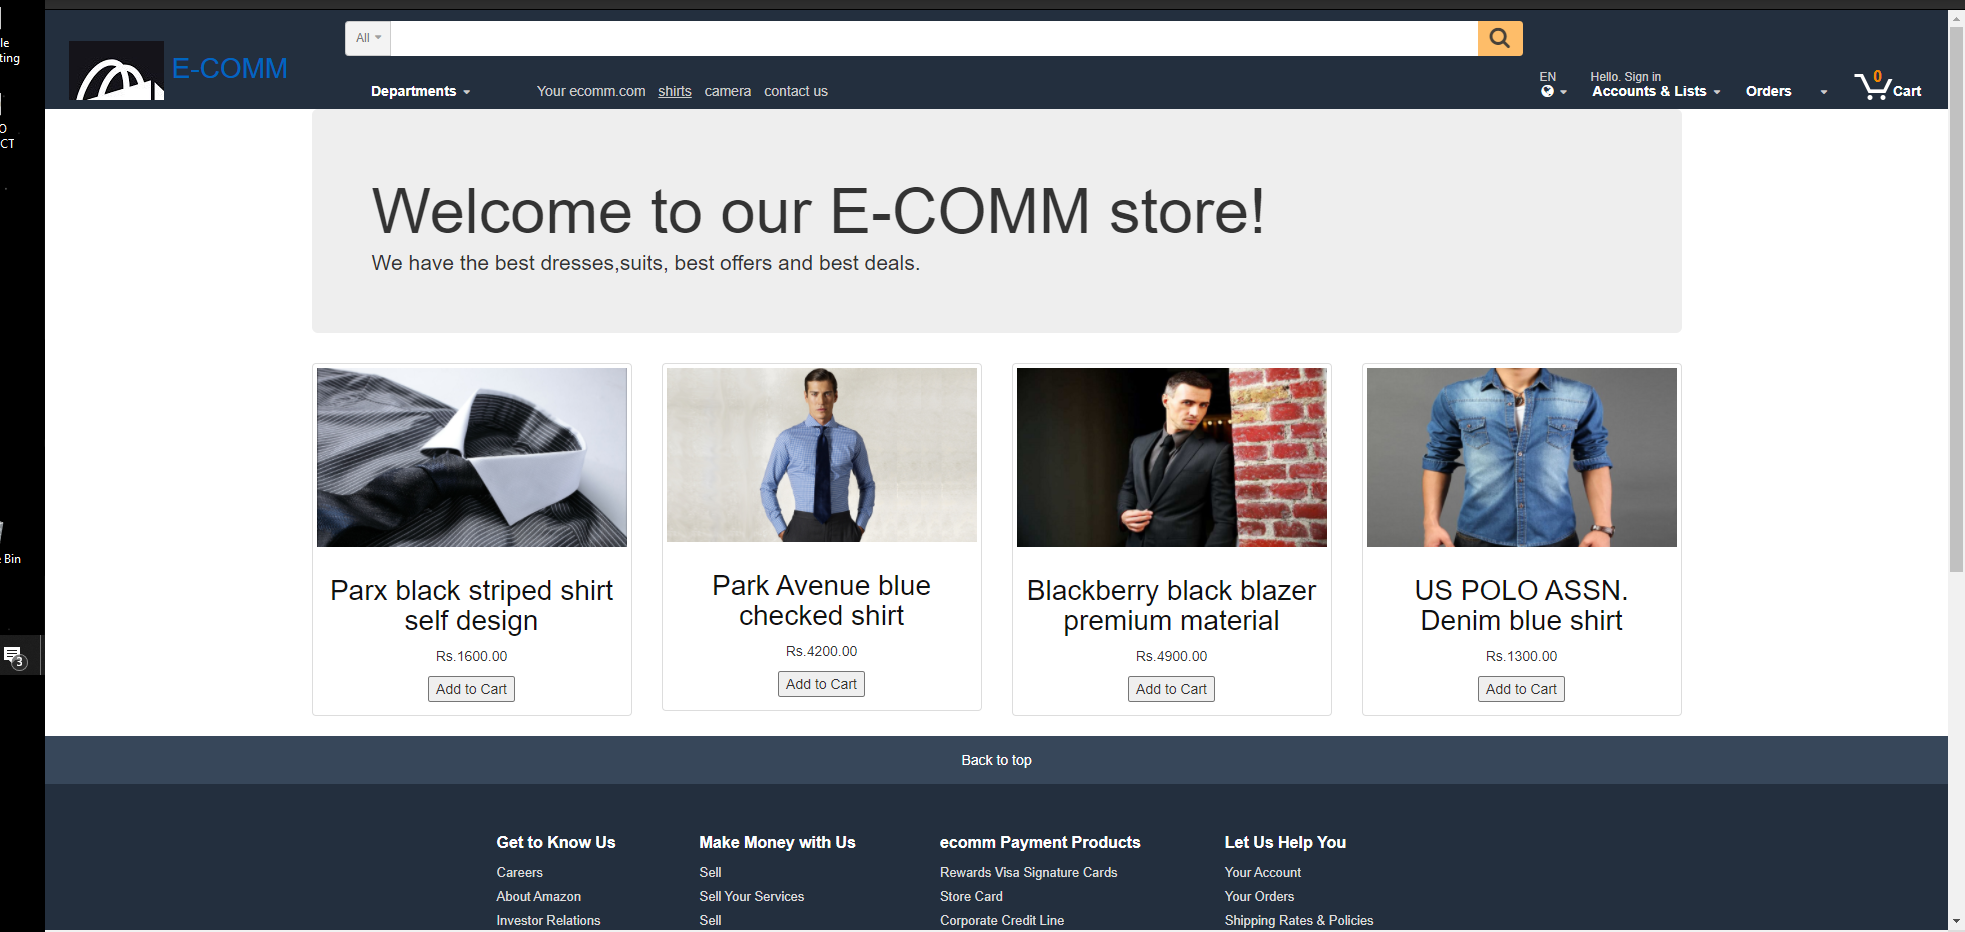 le
ting
O
CT
Bin
3
All
E-COMM
Departments
Your ecomm.com shirts camera contact us
EN
Hello. Sign in
Accounts & Lists
Orders
0
Cart
Welcome to our E-COMM store!
We have the best dresses,suits, best offers and best deals.
Parx black striped shirt
self design
Rs.1600.00
Add to Cart
Park Avenue blue
checked shirt
Rs.4200.00
Add to Cart
Blackberry black blazer
premium material
Rs.4900.00
Add to Cart
US POLO ASSN.
Denim blue shirt
Rs.1300.00
Add to Cart
Back to top
Get to Know Us
Careers
About Amazon
Investor Relations
Make Money with Us
Sell
Sell Your Services
Sell
ecomm Payment Products
Rewards Visa Signature Cards
Store Card
Corporate Credit Line
Let Us Help You
Your Account
Your Orders
Shipping Rates & Policies